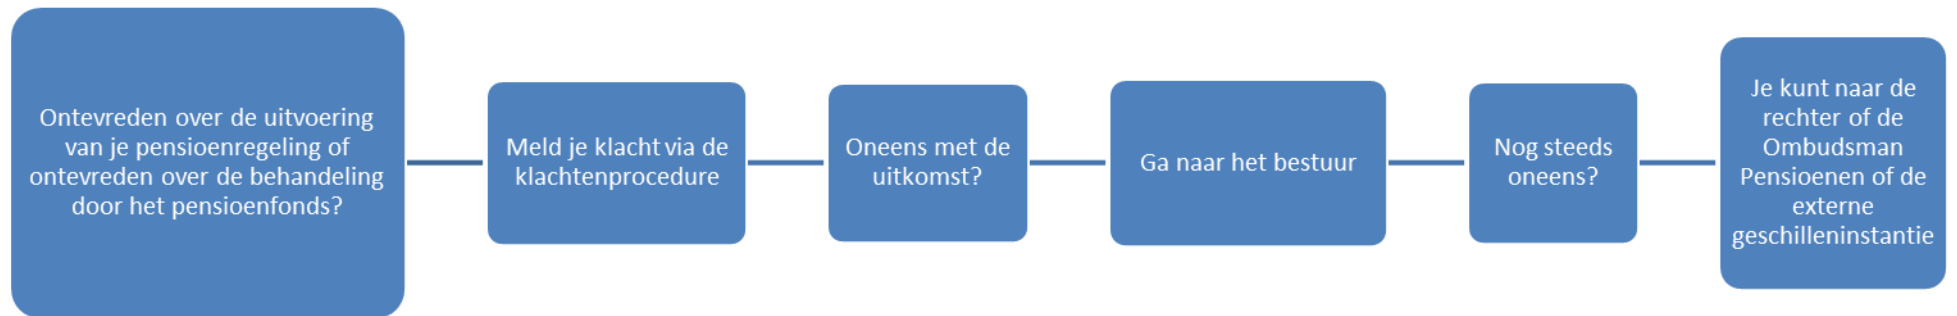 Ontevreden over de uitvoering
van je pensioenregeling of
ontevreden over de behandeling
door het pensioenfonds?
Meld je klacht via de
klachtenprocedure
Oneens met de
uitkomst?
Ga naar het bestuur
Nog steeds
oneens?
Je kunt naar de
rechter of de
Ombudsman
Pensioenen of de
externe
geschilleninstantie